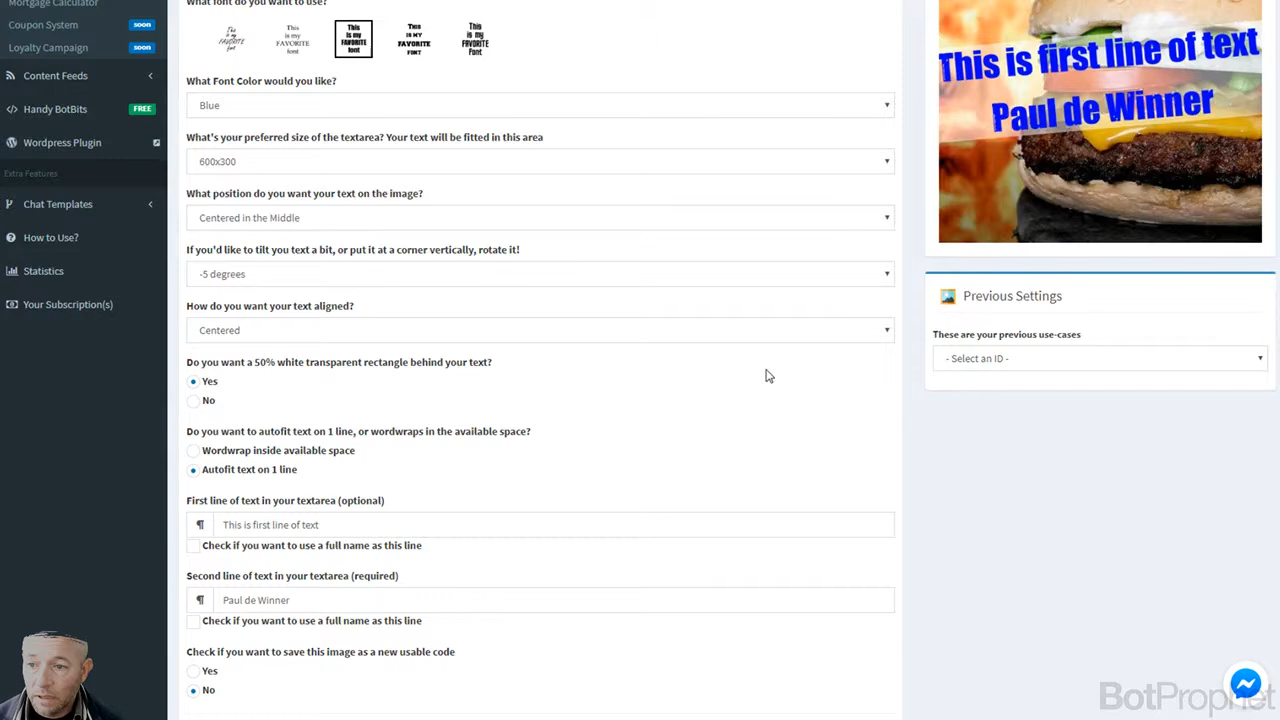 Mortgage Calculator
Coupon System soon
Loyalty Campaign soon
Content Feeds
Handy BotBits FREE
Wordpress Plugin
Extra Features
Chat Templates
How to Use?
Statistics
Your Subscription(s)
What font do you want to use?
This is my FAVORITE font
This is my FAVORITE font
This is my FAVORITE font
THIS IS MY FAVORITE FONT
This is my FAVORITE Font
What Font Color would you like?
Blue
What's your preferred size of the textarea? Your text will be fitted in this area
600x300
What position do you want your text on the image?
Centered in the Middle
If you'd like to tilt you text a bit, or put it at a corner vertically, rotate it!
-5 degrees
How do you want your text aligned?
Centered
Do you want a 50% white transparent rectangle behind your text?
Yes
No
Do you want to autofit text on 1 line, or wordwraps in the available space?
Wordwrap inside available space
Autofit text on 1 line
First line of text in your textarea (optional)
This is first line of text
Check if you want to use a full name as this line
Second line of text in your textarea (required)
Paul de Winner
Check if you want to use a full name as this line
Check if you want to save this image as a new usable code
Yes
No
This is first line of text
Paul de Winner
Previous Settings
These are your previous use-cases
- Select an ID -
BotProphet